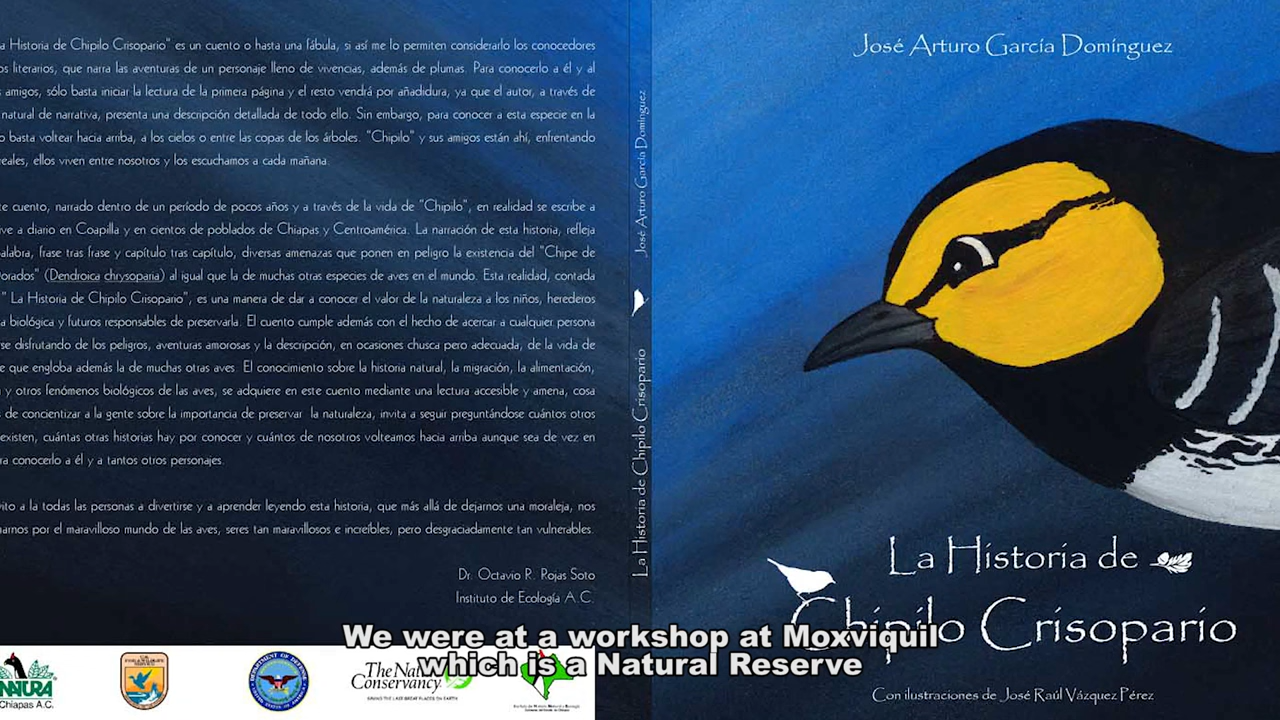 a Historia de Chipilo Crisopario" es un cuento o hasta una fábula, si así me lo permiten considerarlo los conocedores
os literarios, que narra las aventuras de un personaje lleno de vivencias, además de plumas. Para conocerlo a él y al
s amigos, sólo basta iniciar la lectura de la primera página y el resto vendrá por añadidura, ya que el autor, a través de
natural de narrativa, presenta una descripción detallada de todo ello. Sin embargo, para conocer a esta especie en la
o basta voltear hacia arriba, a los cielos o entre las copas de los árboles. "Chipilo" y sus amigos están ahí, enfrentando
eales, ellos viven entre nosotros y los escuchamos a cada mañana.
te cuento, narrado dentro de un período de pocos años y a través de la vida de "Chipilo", en realidad se escribe a
ive a diario en Coapilla y en cientos de poblados de Chiapas y Centroamérica. La narración de esta historia, refleja
alabra, frase tras frase y capítulo tras capítulo, diversas amenazas que ponen en peligro la existencia del "Chipe de
orados" (Dendroica chrysoparia) al igual que la de muchas otras especies de aves en el mundo. Esta realidad, contada
" La Historia de Chipilo Crisopario", es una manera de dar a conocer el valor de la naturaleza a los niños, herederos
a biológica y futuros responsables de preservarla. El cuento cumple además con el hecho de acercar a cualquier persona
rse disfrutando de los peligros, aventuras amorosas y la descripción, en ocasiones chusca pero adecuada, de la vida de
e que engloba además la de muchas otras aves. El conocimiento sobre la historia natural, la migración, la alimentación,
y otros fenómenos biológicos de las aves, se adquiere en este cuento mediante una lectura accesible y amena, cosa
s de concientizar a la gente sobre la importancia de preservar la naturaleza, invita a seguir preguntándose cuántos otros
existen, cuántas otras historias hay por conocer y cuántos de nosotros volteamos hacia arriba aunque sea de vez en
ra conocerlo a él y a tantos otros personajes.
vito a la todas las personas a divertirse y a aprender leyendo esta historia, que más allá de dejarnos una moraleja, nos
narnos por el maravilloso mundo de las aves, seres tan maravillosos e increíbles, pero desgraciadamente tan vulnerables.
Dr. Octavio R. Rojas Soto
Instituto de Ecología A.C.
José Arturo García Domínguez
La Historia de Chipilo Crisopario
José Arturo García Domínguez
La Historia de
Chipilo Crisopario
Con ilustraciones de José Raúl Vázquez Pérez
We were at a workshop at Moxviquil
which is a Natural Reserve
NATURA
Chiapas A.C.
The Nat
Conservancy